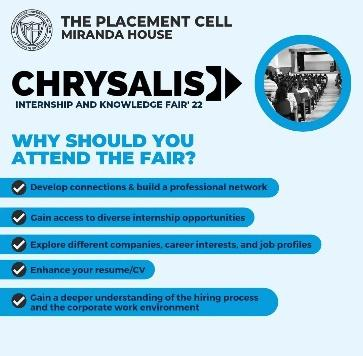 THE PLACEMENT CELL
MIRANDA HOUSE
CHRYSALIS
INTERNSHIP AND KNOWLEDGE FAIR' 22
WHY SHOULD YOU
ATTEND THE FAIR?
Develop connections & build a professional network
Gain access to diverse internship opportunities
Explore different companies, career interests, and job profiles
Enhance your resume/CV
Gain a deeper understanding of the hiring process
and the corporate work environment